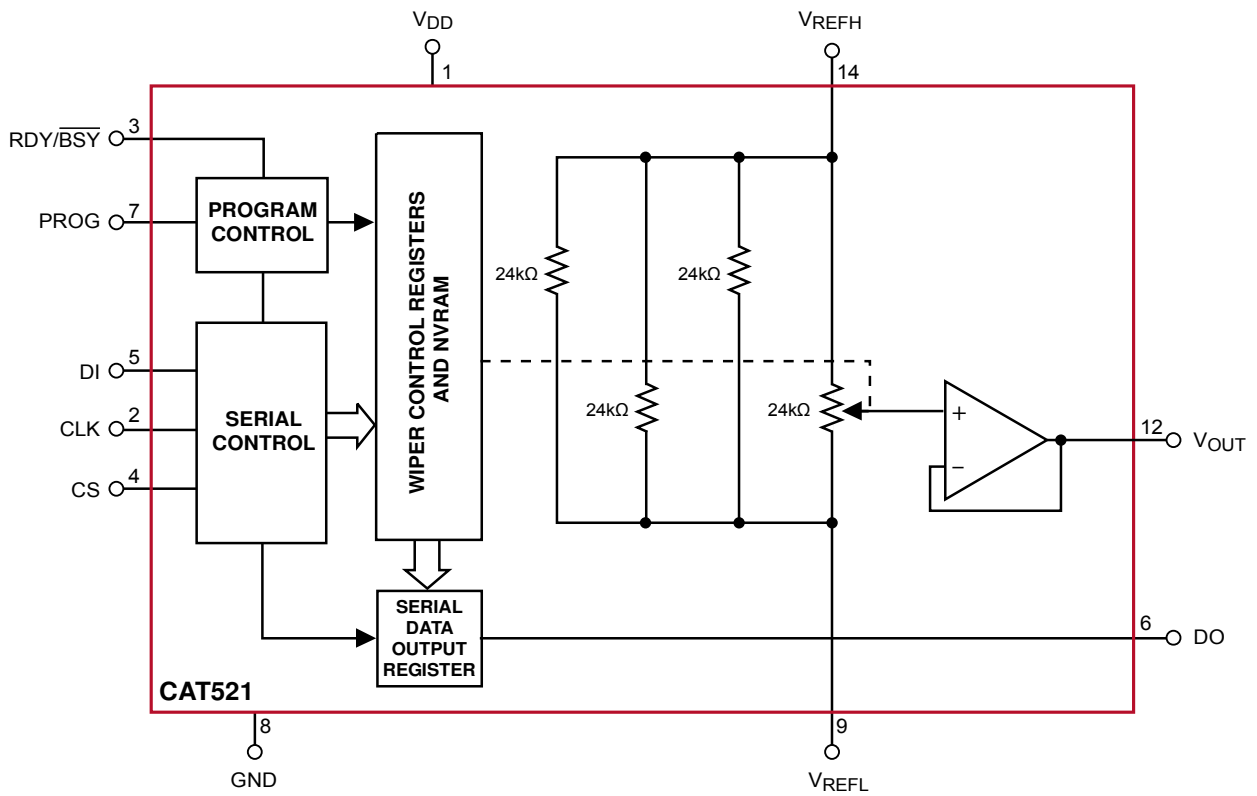 VDD
VREFH
1
14
3
RDY/BSY
7
PROG
PROGRAM
CONTROL
WIPER CONTROL REGISTERS
AND NVRAM
24kΩ
24kΩ
5
DI
2
CLK
4
CS
SERIAL
CONTROL
24kΩ
24kΩ
+
−
12
VOUT
SERIAL
DATA
OUTPUT
REGISTER
6
DO
CAT521
8
GND
9
VREFL